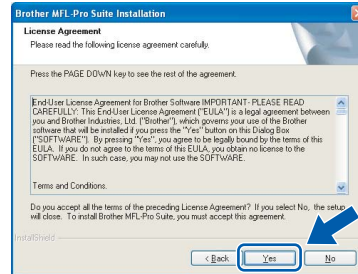 Brother MFL-Pro Suite Installation
License Agreement
Please read the following license agreement carefully.
Press the PAGE DOWN key to see the rest of the agreement.
End-User License Agreement for Brother Software IMPORTANT- PLEASE READ
CAREFULLY: This End-User License Agreement ("EULA") is a legal agreement between
you and Brother Industries, Ltd. ("Brother"), which governs your use of the Brother
software that will be installed if you press the "Yes" button on this Dialog Box
("SOFTWARE"). By pressing "Yes", you agree to be legally bound by the terms of this
EULA. If you do not agree to the terms of this EULA, you obtain no license to the
SOFTWARE. In such case, you may not use the SOFTWARE.
Terms and Conditions.
Do you accept all the terms of the preceding License Agreement? If you select No, the setup
will close. To install Brother MFL-Pro Suite, you must accept this agreement.
InstallShield
< Back
Yes
No